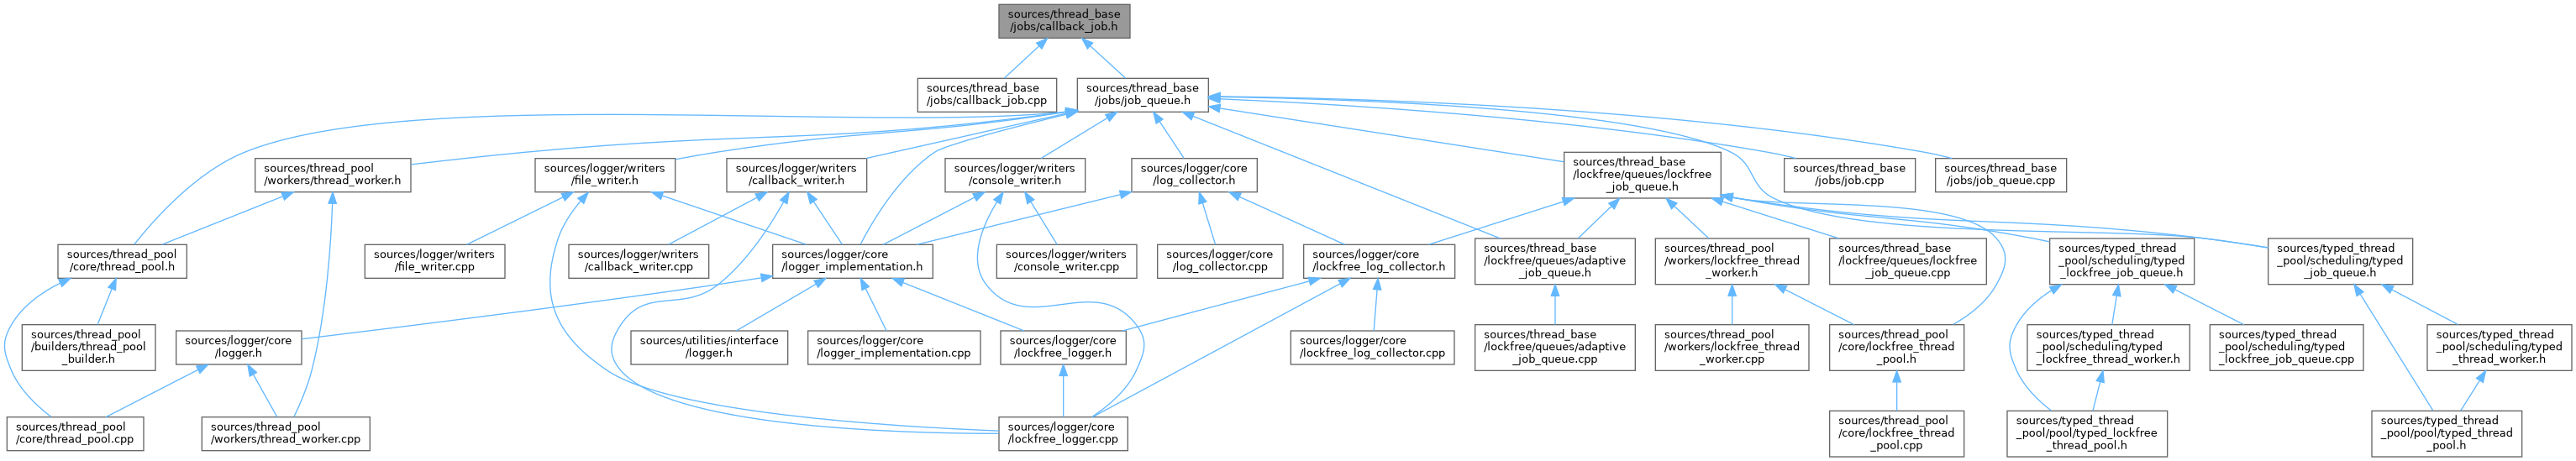 sources/thread_base
/jobs/callback_job.h
sources/thread_base
/jobs/callback_job.cpp
sources/thread_base
/jobs/job_queue.h
sources/thread_pool
/workers/thread_worker.h
sources/logger/writers
/file_writer.h
sources/logger/writers
/callback_writer.h
sources/logger/writers
/console_writer.h
sources/logger/core
/log_collector.h
sources/thread_base
/lockfree/queues/lockfree
_job_queue.h
sources/thread_base
/jobs/job.cpp
sources/thread_base
/jobs/job_queue.cpp
sources/thread_pool
/core/thread_pool.h
sources/logger/writers
/file_writer.cpp
sources/logger/writers
/callback_writer.cpp
sources/logger/core
/logger_implementation.h
sources/logger/writers
/console_writer.cpp
sources/logger/core
/log_collector.cpp
sources/logger/core
/lockfree_log_collector.h
sources/thread_base
/lockfree/queues/adaptive
_job_queue.h
sources/thread_pool
/workers/lockfree_thread
_worker.h
sources/thread_base
/lockfree/queues/lockfree
_job_queue.cpp
sources/typed_thread
_pool/scheduling/typed
_lockfree_job_queue.h
sources/typed_thread
_pool/scheduling/typed
_job_queue.h
sources/thread_pool
/builders/thread_pool
_builder.h
sources/logger/core
/logger.h
sources/utilities/interface
/logger.h
sources/logger/core
/logger_implementation.cpp
sources/logger/core
/lockfree_logger.h
sources/logger/core
/lockfree_log_collector.cpp
sources/thread_base
/lockfree/queues/adaptive
_job_queue.cpp
sources/thread_pool
/workers/lockfree_thread
_worker.cpp
sources/thread_pool
/core/lockfree_thread
_pool.h
sources/typed_thread
_pool/scheduling/typed
_lockfree_thread_worker.h
sources/typed_thread
_pool/scheduling/typed
_lockfree_job_queue.cpp
sources/typed_thread
_pool/scheduling/typed
_thread_worker.h
sources/thread_pool
/core/thread_pool.cpp
sources/thread_pool
/workers/thread_worker.cpp
sources/logger/core
/lockfree_logger.cpp
sources/thread_pool
/core/lockfree_thread
_pool.cpp
sources/typed_thread
_pool/pool/typed_lockfree
_thread_pool.h
sources/typed_thread
_pool/pool/typed_thread
_pool.h